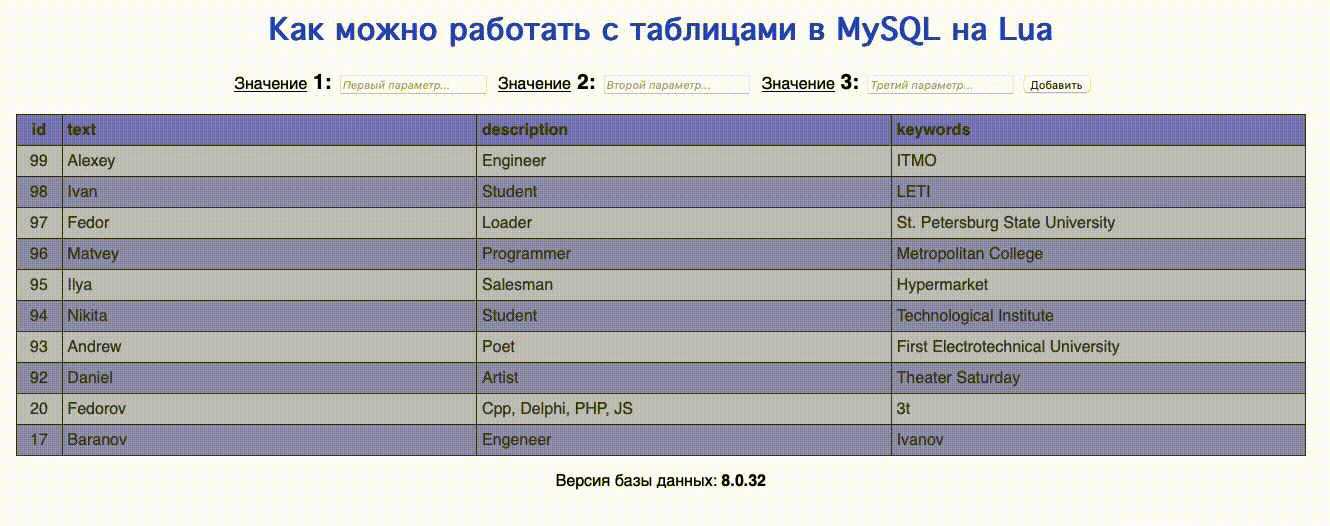 Как можно работать с таблицами в MySQL на Lua
Значение 1: Первый параметр... Значение 2: Второй параметр... Значение 3: Третий параметр... Добавить
id text description keywords
99 Alexey Engineer ITMO
98 Ivan Student LETI
97 Fedor Loader St. Petersburg State University
96 Matvey Programmer Metropolitan College
95 Ilya Salesman Hypermarket
94 Nikita Student Technological Institute
93 Andrew Poet First Electrotechnical University
92 Daniel Artist Theater Saturday
20 Fedorov Cpp, Delphi, PHP, JS 3t
17 Baranov Engeneer Ivanov
Версия базы данных: 8.0.32